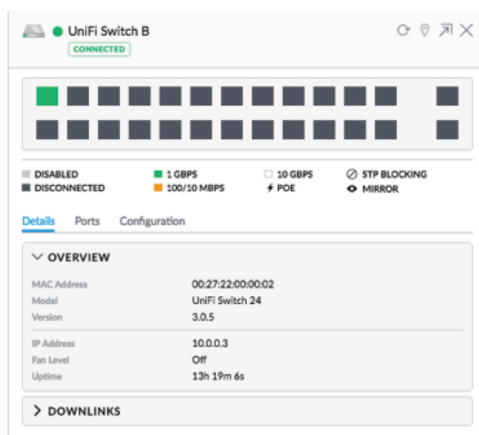 UniFi Switch B
CONNECTED
DISABLED 1 GBPS 10 GBPS STP BLOCKING
DISCONNECTED 100/10 MBPS POE MIRROR
Details Ports Configuration
OVERVIEW
MAC Address 00:27:22:00:00:02
Model UniFi Switch 24
Version 3.0.5
IP Address 10.0.0.3
Fan Level Off
Uptime 13h 19m 6s
DOWNLINKS